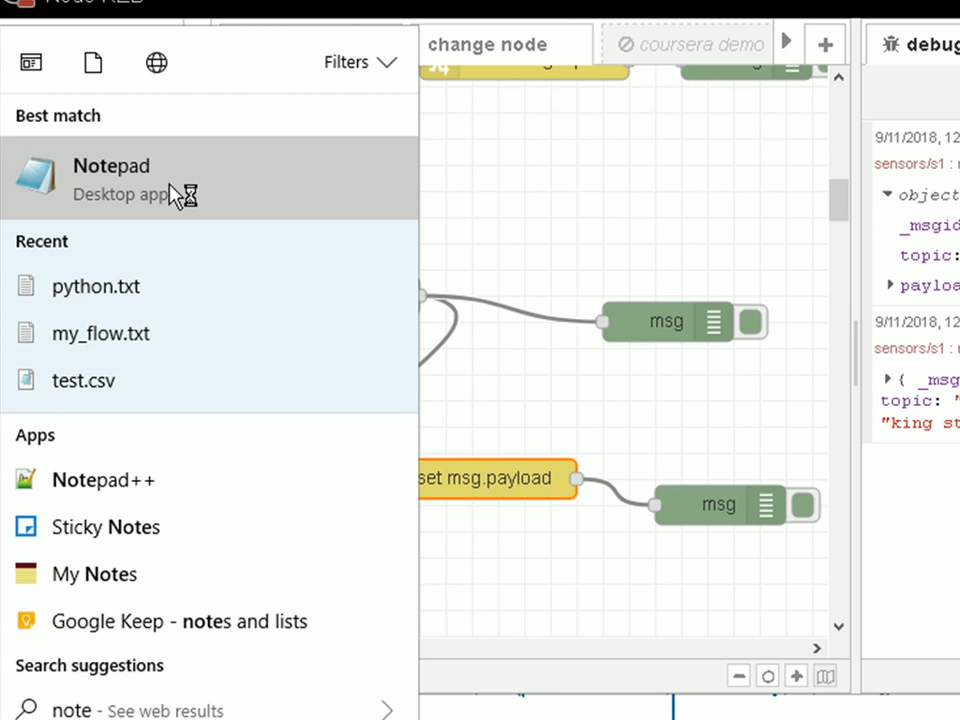 Node-RED
Filters
Best match
Notepad
Desktop app
Recent
python.txt
my_flow.txt
test.csv
Apps
Notepad++
Sticky Notes
My Notes
Google Keep - notes and lists
Search suggestions
note - See web results
change node
coursera demo
msg
set msg.payload
msg
debug
9/11/2018, 12
sensors/s1 :
object
_msgid
topic:
payloa
9/11/2018, 12
sensors/s1 :
{ _msg
topic: "
"king st